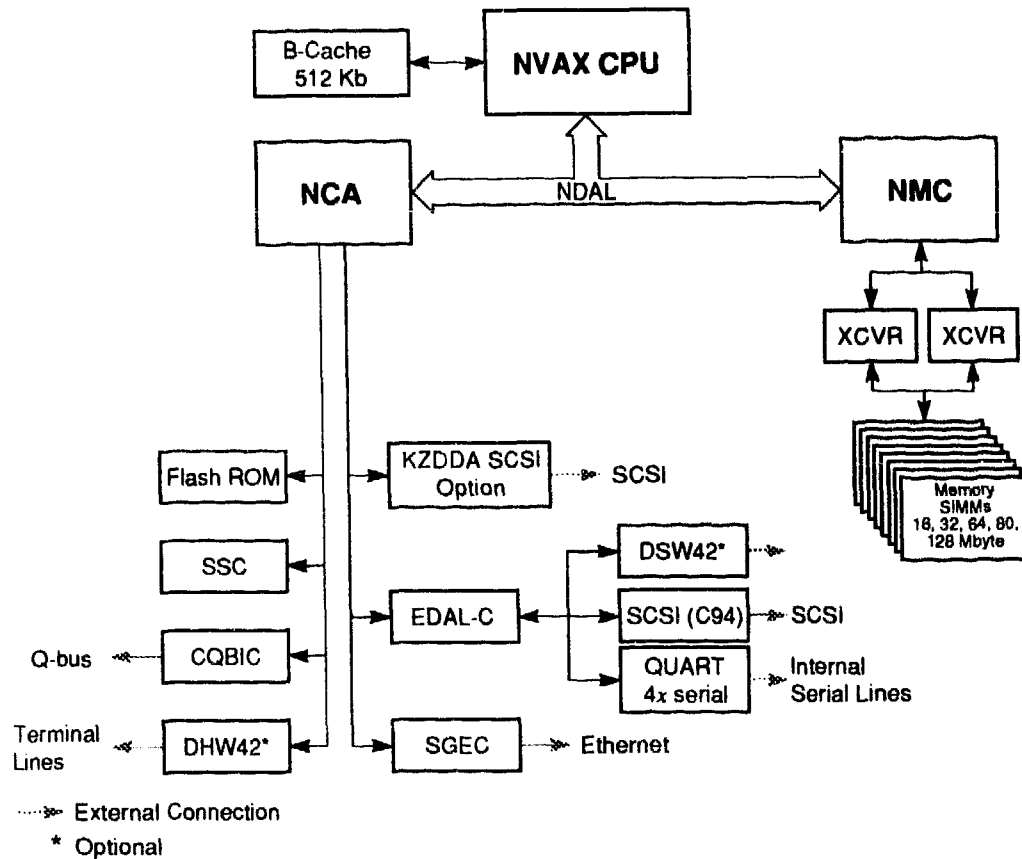 B-Cache
512 Kb
NVAX CPU
NCA
NDAL
NMC
XCVR
XCVR
Memory
SIMMs
16, 32, 64, 80,
128 Mbyte
Flash ROM
KZDDA SCSI
Option
SCSI
SSC
DSW42*
EDAL-C
SCSI (C94)
SCSI
Q-bus
CQBIC
QUART
4x serial
Internal
Serial Lines
Terminal
Lines
DHW42*
SGEC
Ethernet
External Connection
* Optional